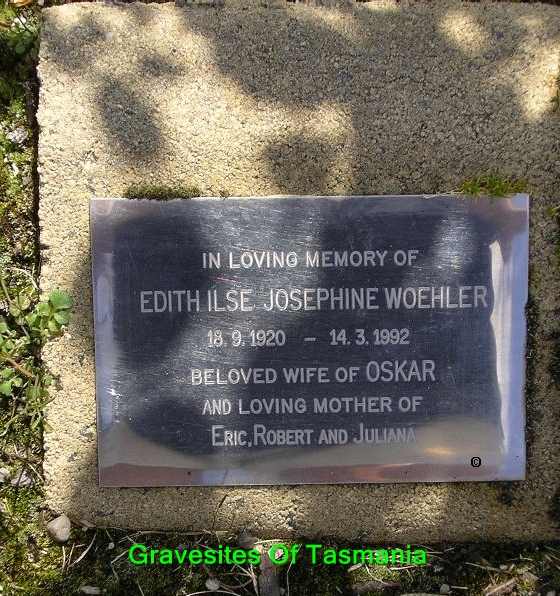 IN LOVING MEMORY OF
EDITH ILSE JOSEPHINE WOEHLER
18.9.1920 – 14.3.1992
BELOVED WIFE OF OSKAR
AND LOVING MOTHER OF
ERIC, ROBERT AND JULIANA
©
Gravesites Of Tasmania